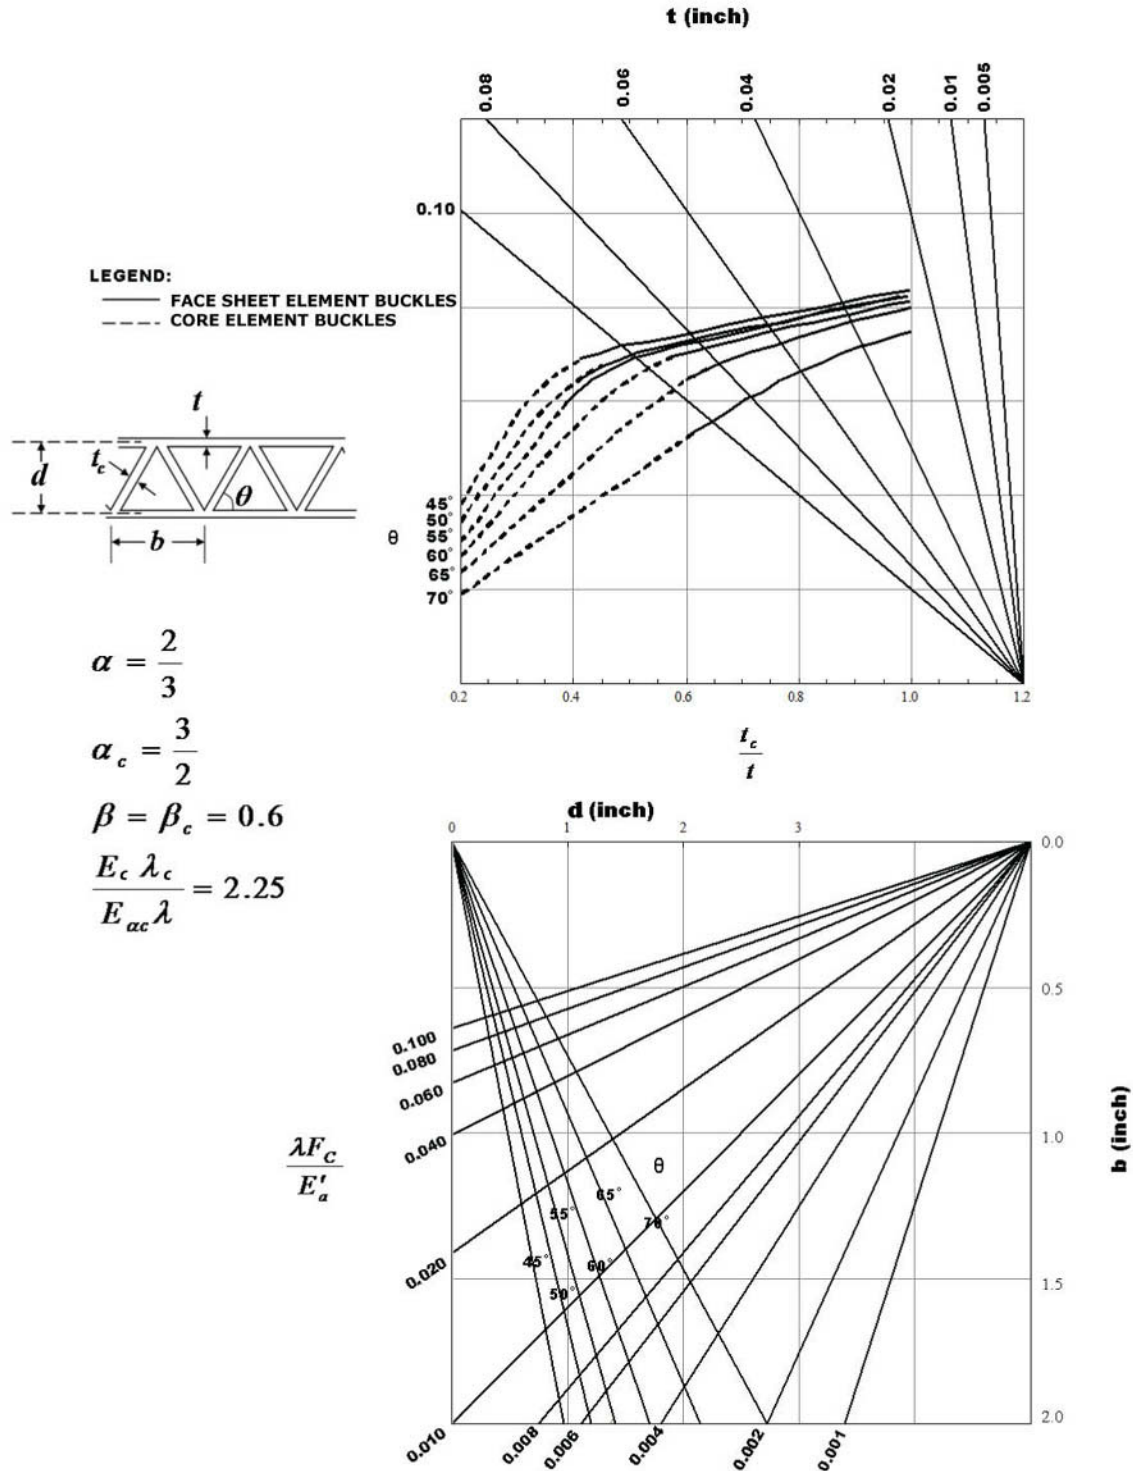 t (inch)
0.08 0.06 0.04 0.02 0.01 0.005
0.10
LEGEND:
FACE SHEET ELEMENT BUCKLES
CORE ELEMENT BUCKLES
t
t_c
d
θ
b
θ
45°
50°
55°
60°
65°
70°
0.2 0.4 0.6 0.8 1.0 1.2
t_c
t
α = 2/3
α_c = 3/2
β = β_c = 0.6
E_c λ_c / E_αc λ = 2.25
d (inch)
0 1 2 3
0.0
0.5
1.0
1.5
2.0
b (inch)
0.100
0.080
0.060
0.040
0.020
λF_C
E'_a
θ
65°
55°
70°
45°
60°
50°
0.010 0.008 0.006 0.004 0.002 0.001